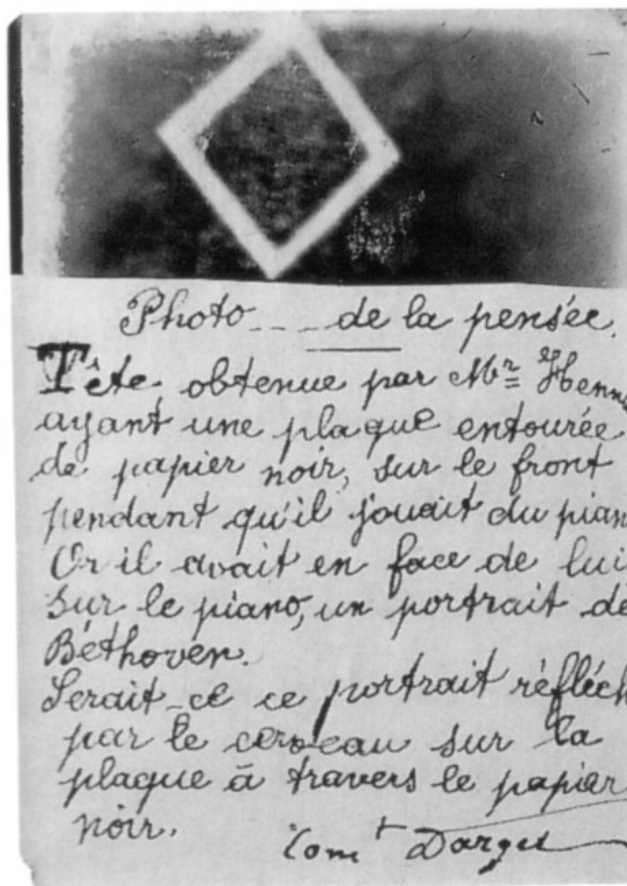 Photo--- de la pensée.
Tête, obtenue par Mr Henn
ayant une plaque entourée
de papier noir, sur le front
pendant qu'il jouait du pian
Or il avait en face de lui
sur le piano, un portrait de
Béthoven.
Serait-ce ce portrait réfléch
par le cerveau sur la
plaque à travers le papier
noir.
Comt Darget